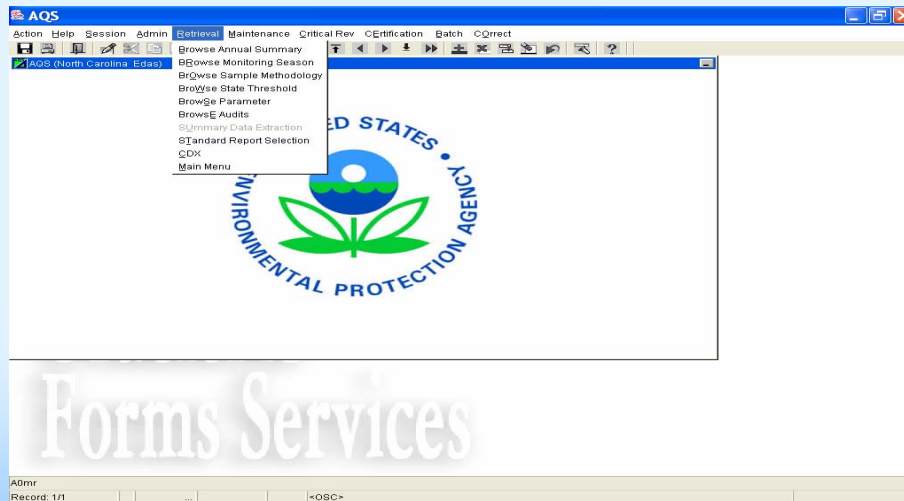 AQS
Action Help Session Admin Retrieval Maintenance Critical Rev CErtification Batch COrrect
AQS (North Carolina Edas)
Browse Annual Summary
BRowse Monitoring Season
BrOwse Sample Methodology
BroWse State Threshold
BrowSe Parameter
BrowsE Audits
SUmmary Data Extraction
STandard Report Selection
CDX
Main Menu
ED STATES • ENVIRONMENTAL PROTECTION AGENCY
Forms Services
A0mr
Record: 1/1 ... <OSC>